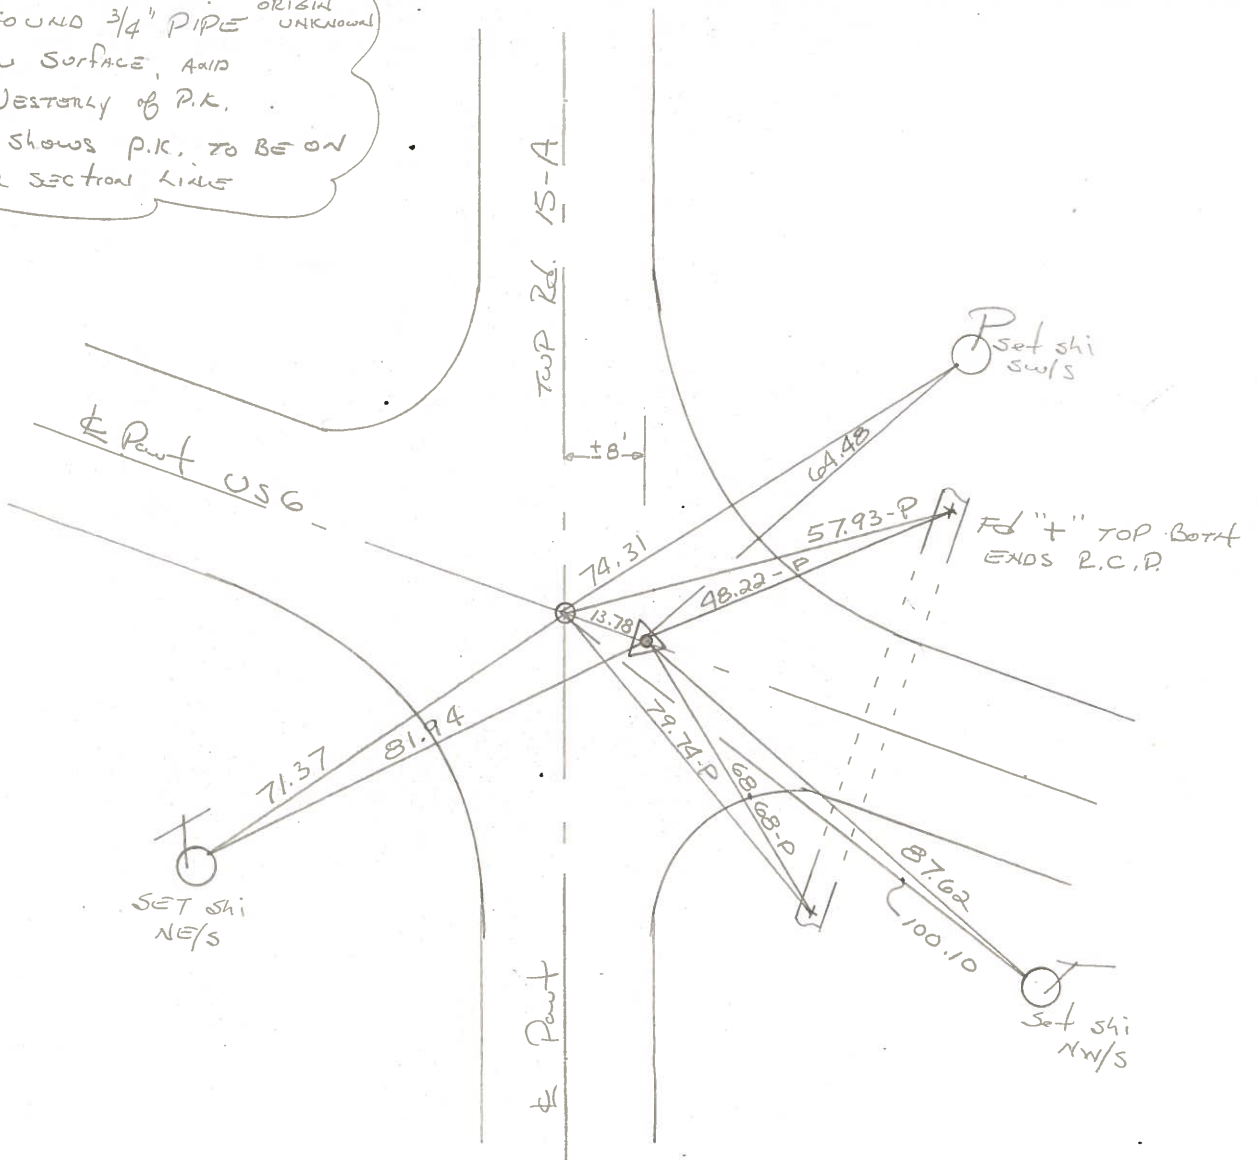 FOUND 3/4" PIPE ORIGIN UNKNOWN
SURFACE, AND
WESTERLY of P.K.
Shows P.K. TO BE ON
SECTION LINE
TWP Rd. 15-A
℄ Pavt US6
±8'
P
Set shi
SW/S
64.48
57.93-P
Fd "+" TOP BOTH
ENDS R.C.P.
74.31
48.22-P
13.78
81.94
71.37
79.74-P
68.68-P
87.62
100.10
SET shi
NE/S
℄ Pavt
Set shi
NW/S